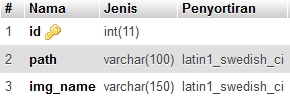 # Nama Jenis Penyortiran
1 id int(11)
2 path varchar(100) latin1_swedish_ci
3 img_name varchar(150) latin1_swedish_ci